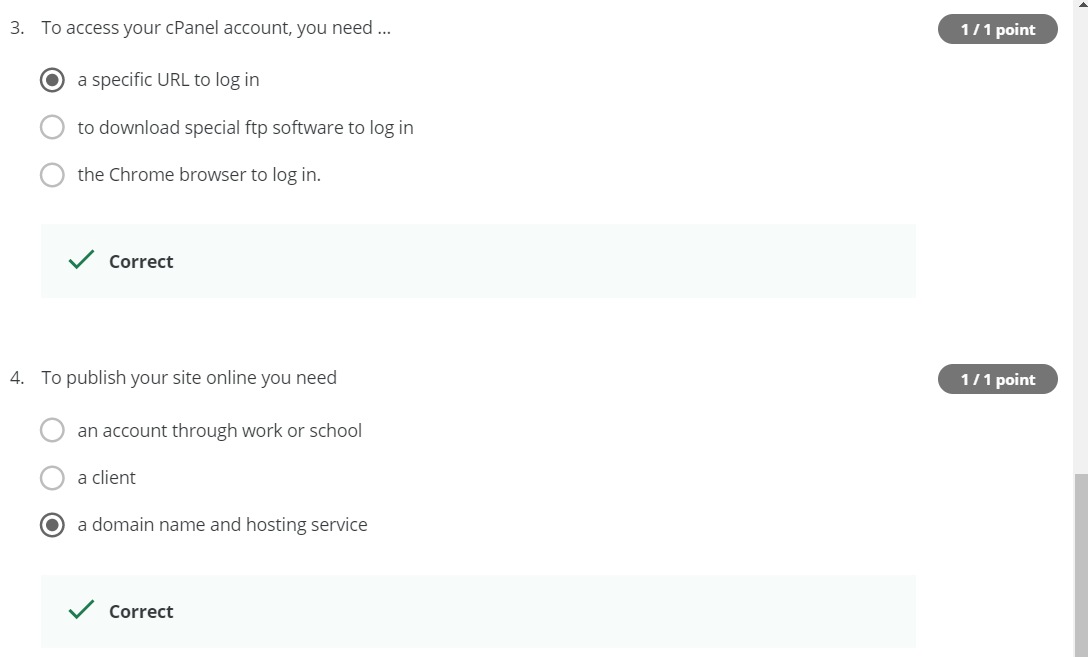 3. To access your cPanel account, you need ...
1 / 1 point
a specific URL to log in
to download special ftp software to log in
the Chrome browser to log in.
Correct
4. To publish your site online you need
1 / 1 point
an account through work or school
a client
a domain name and hosting service
Correct